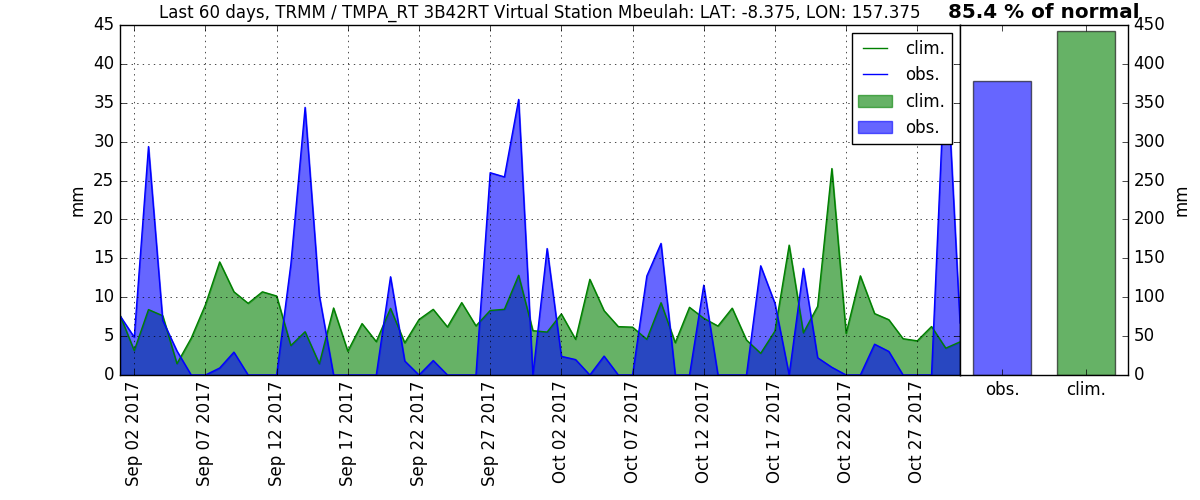 Last 60 days, TRMM / TMPA_RT 3B42RT Virtual Station Mbeulah: LAT: -8.375, LON: 157.375
85.4 % of normal
45
40
35
30
25
20
15
10
5
0
mm
clim.
obs.
clim.
obs.
450
400
350
300
250
200
150
100
50
0
mm
Sep 02 2017
Sep 07 2017
Sep 12 2017
Sep 17 2017
Sep 22 2017
Sep 27 2017
Oct 02 2017
Oct 07 2017
Oct 12 2017
Oct 17 2017
Oct 22 2017
Oct 27 2017
obs.
clim.